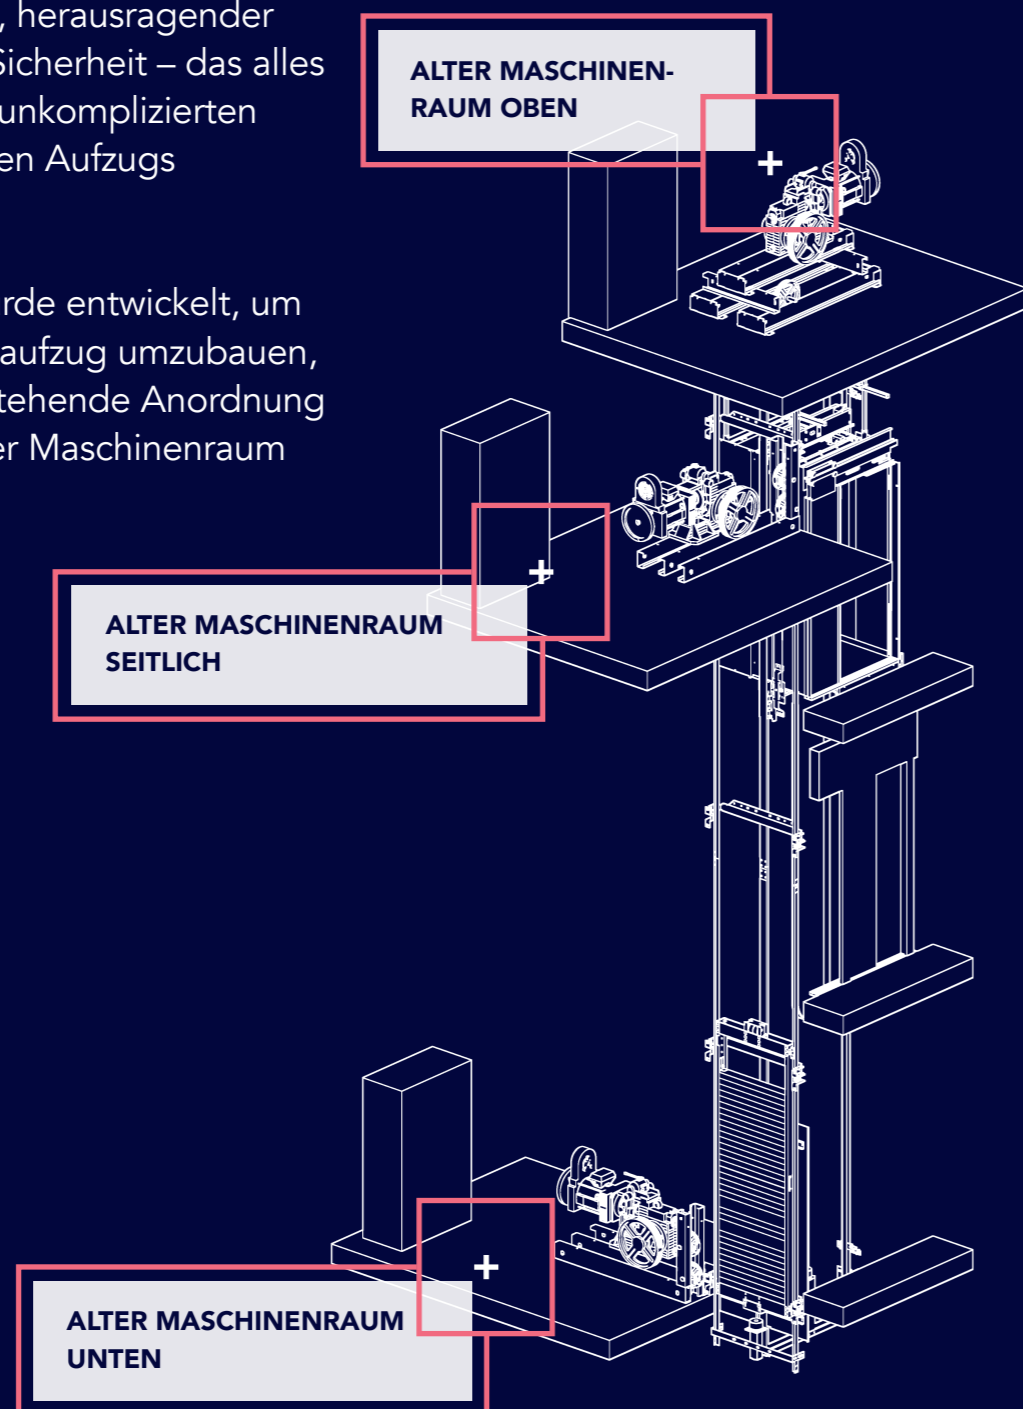 , herausragender
Sicherheit – das alles
unkomplizierten
en Aufzugs
rde entwickelt, um
aufzug umzubauen,
tehende Anordnung
er Maschinenraum
ALTER MASCHINEN-
RAUM OBEN
ALTER MASCHINENRAUM
SEITLICH
ALTER MASCHINENRAUM
UNTEN